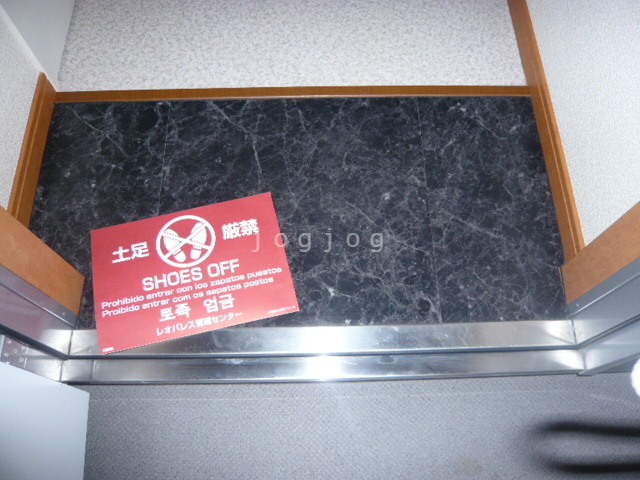 土足 厳禁
SHOES OFF
Prohibido entrar con los zapatos puestos
Proibido entrar com os sapatos postos
토족 엄금
レオパレス管理センター
jogjog